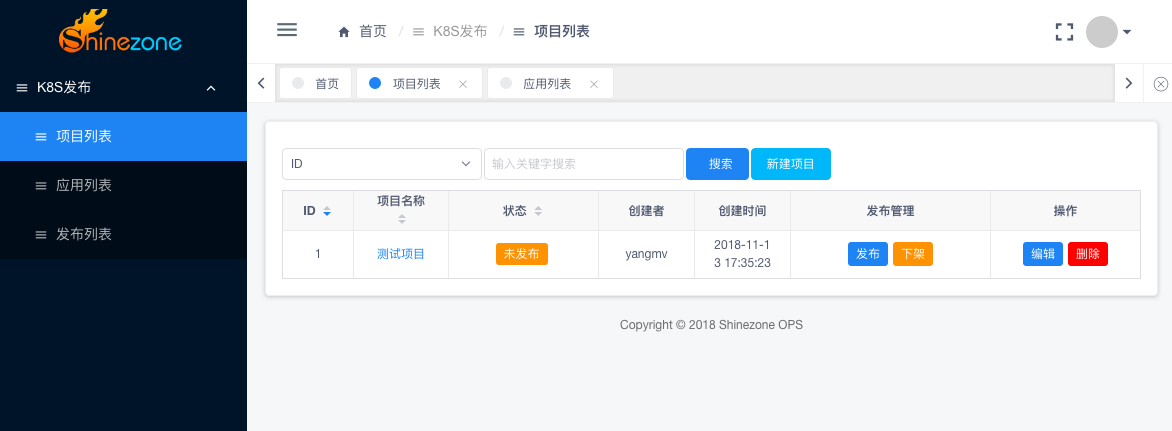 Shinezone
首页 / K8S发布 / 项目列表
K8S发布
项目列表
应用列表
发布列表
首页
项目列表
应用列表
ID
输入关键字搜索
搜索
新建项目
ID 项目名称 状态 创建者 创建时间 发布管理 操作
1 测试项目 未发布 yangmv 2018-11-1 发布 下架 编辑 删除
3 17:35:23
Copyright © 2018 Shinezone OPS